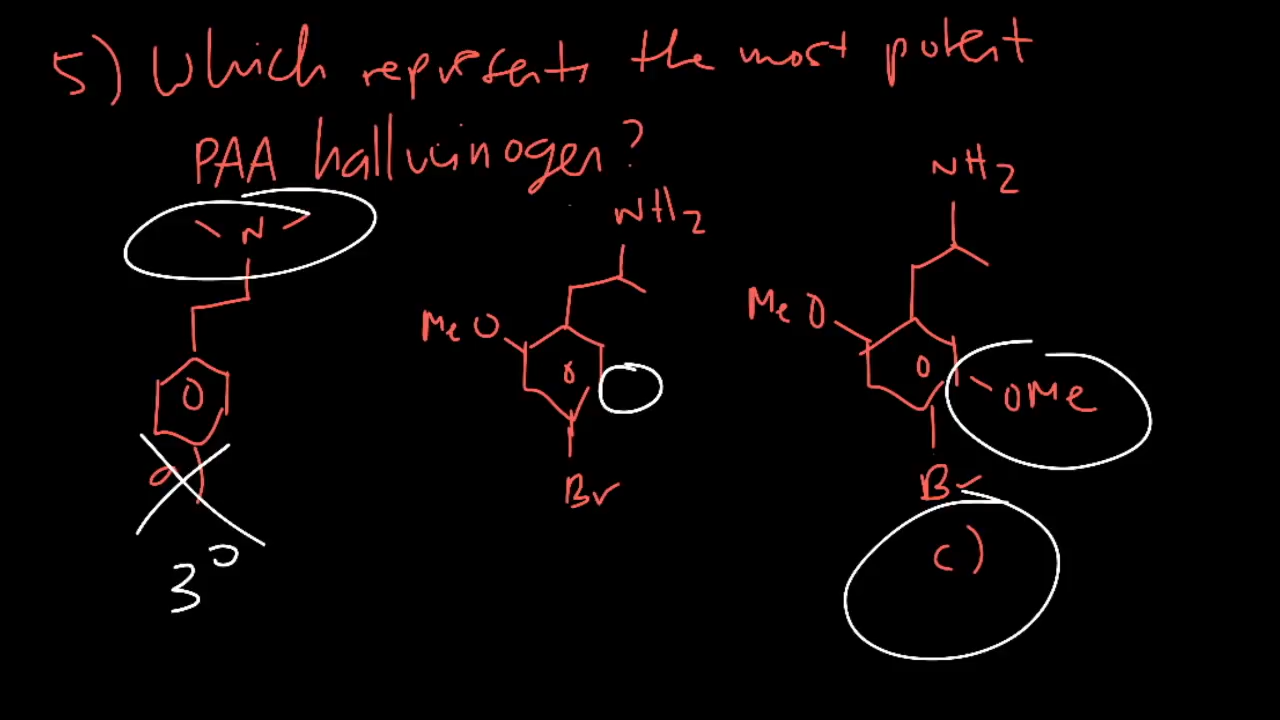 5) Which represents the most potent
PAA hallucinogen?
N
NH2
NH2
MeO
MeO
OMe
Br
Br
a)
c)
3°